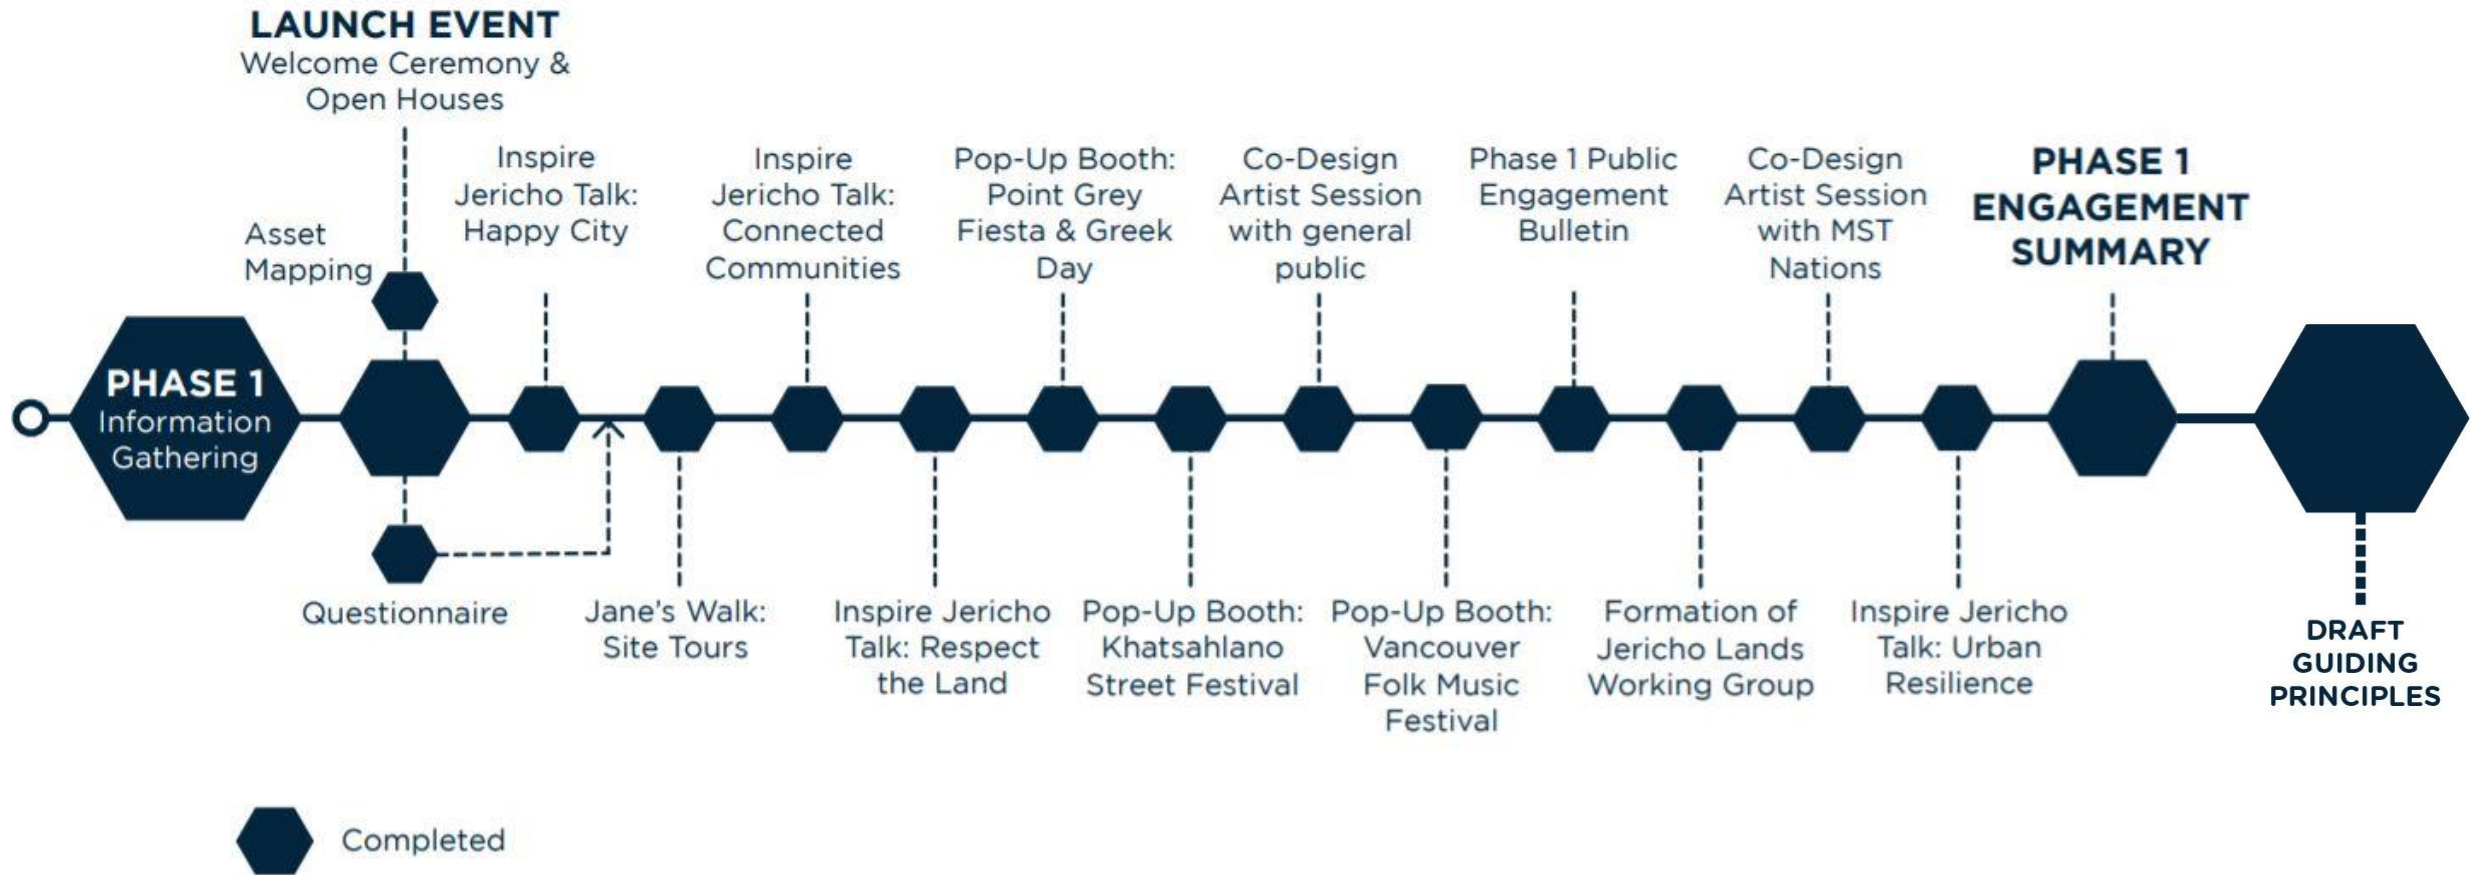 LAUNCH EVENT
Welcome Ceremony &
Open Houses
Asset
Mapping
Inspire
Jericho Talk:
Happy City
Inspire
Jericho Talk:
Connected
Communities
Pop-Up Booth:
Point Grey
Fiesta & Greek
Day
Co-Design
Artist Session
with general
public
Phase 1 Public
Engagement
Bulletin
Co-Design
Artist Session
with MST
Nations
PHASE 1
ENGAGEMENT
SUMMARY
PHASE 1
Information
Gathering
Questionnaire
Jane's Walk:
Site Tours
Inspire Jericho
Talk: Respect
the Land
Pop-Up Booth:
Khatsahlano
Street Festival
Pop-Up Booth:
Vancouver
Folk Music
Festival
Formation of
Jericho Lands
Working Group
Inspire Jericho
Talk: Urban
Resilience
DRAFT
GUIDING
PRINCIPLES
Completed